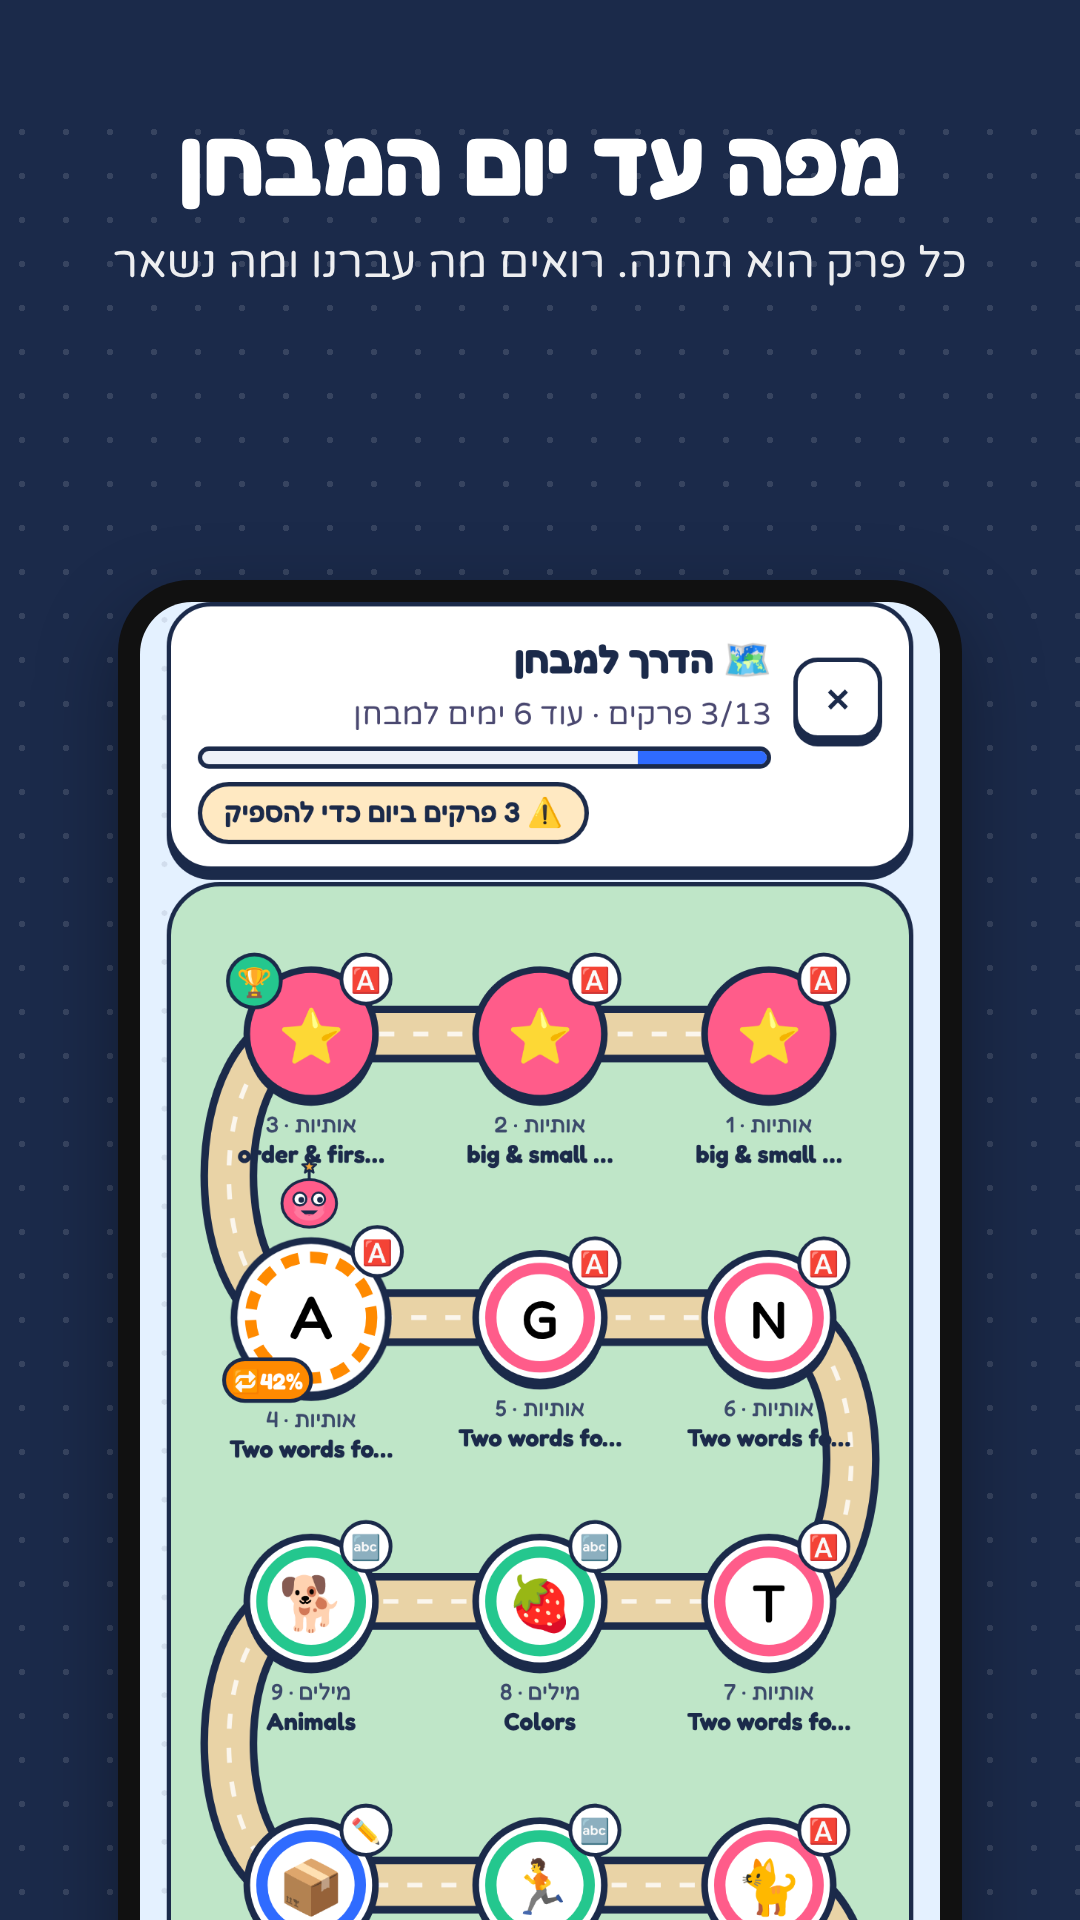 מפה עד יום המבחן
כל פרק הוא תחנה. רואים מה עברנו ומה נשאר
🗺️ הדרך למבחן
×
3/13 פרקים · עוד 6 ימים למבחן
⚠️ 3 פרקים ביום כדי להספיק
אותיות · 1
big & small ...
אותיות · 2
big & small ...
אותיות · 3
order & firs...
N
G
A
42%
אותיות · 6
Two words fo...
אותיות · 5
Two words fo...
אותיות · 4
Two words fo...
T
אותיות · 7
Two words fo...
abc
מילים · 8
Colors
abc
מילים · 9
Animals
A
abc